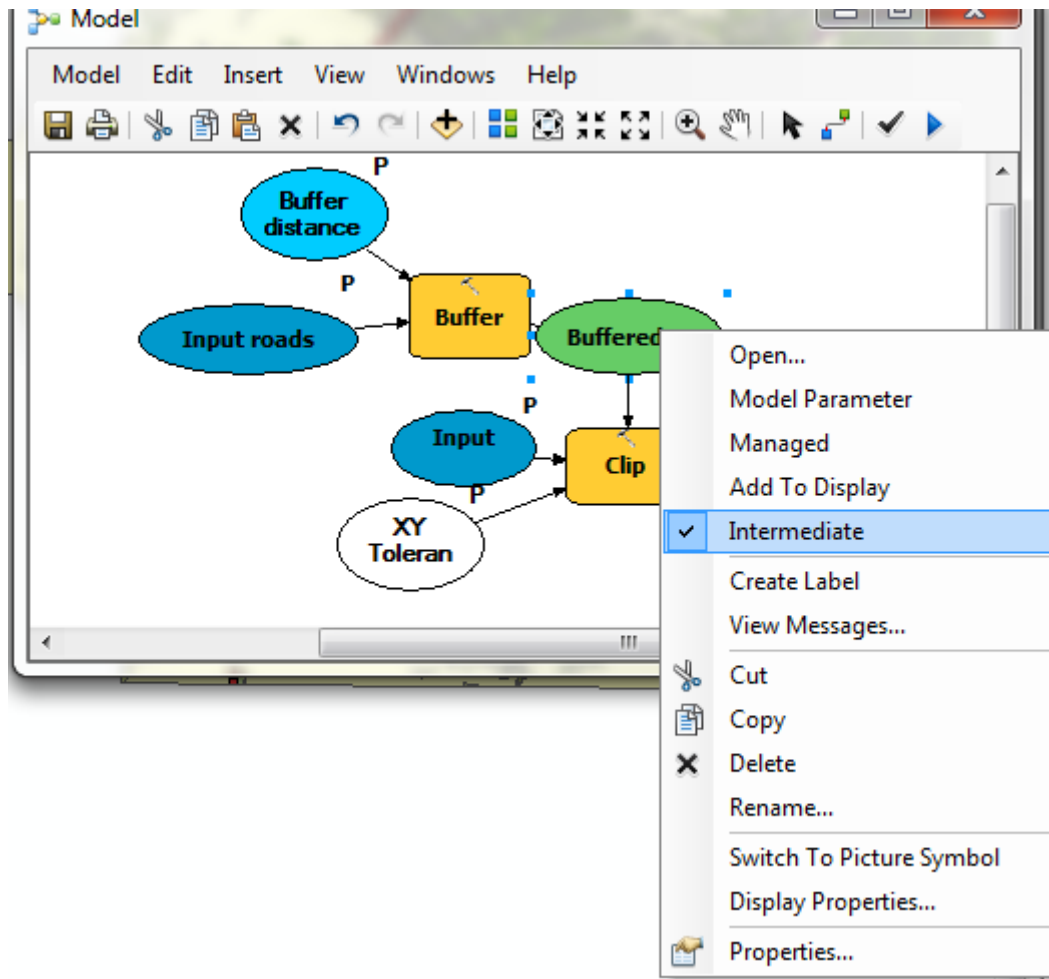 Model
Model Edit Insert View Windows Help
P
Buffer
distance
P
Buffer
Input roads
Buffered
P
Input
Clip
P
XY
Toleran
Open...
Model Parameter
Managed
Add To Display
Intermediate
Create Label
View Messages...
Cut
Copy
Delete
Rename...
Switch To Picture Symbol
Display Properties...
Properties...